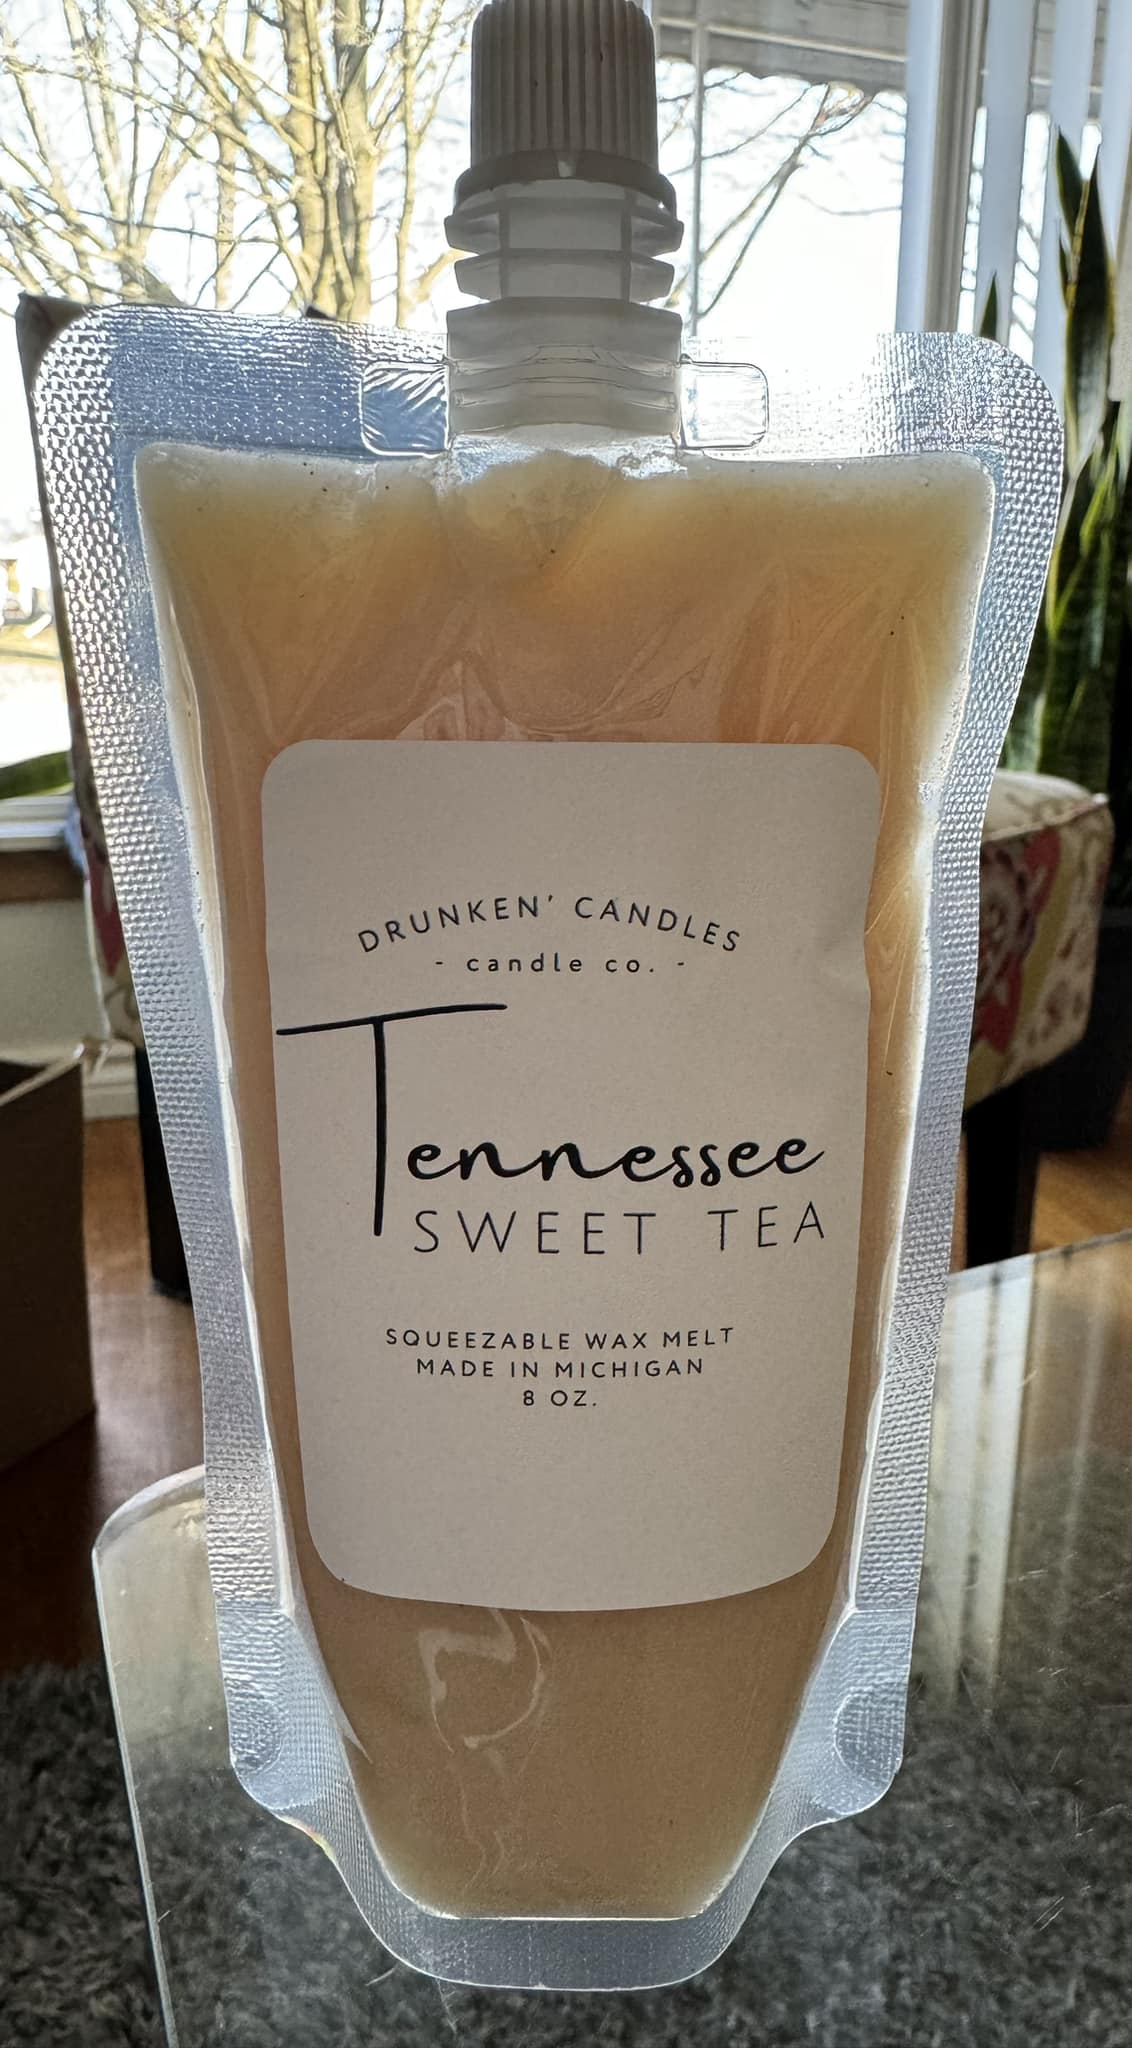 DRUNKEN' CANDLES
- candle co. -
Tennessee
SWEET TEA
SQUEEZABLE WAX MELT
MADE IN MICHIGAN
8 OZ.